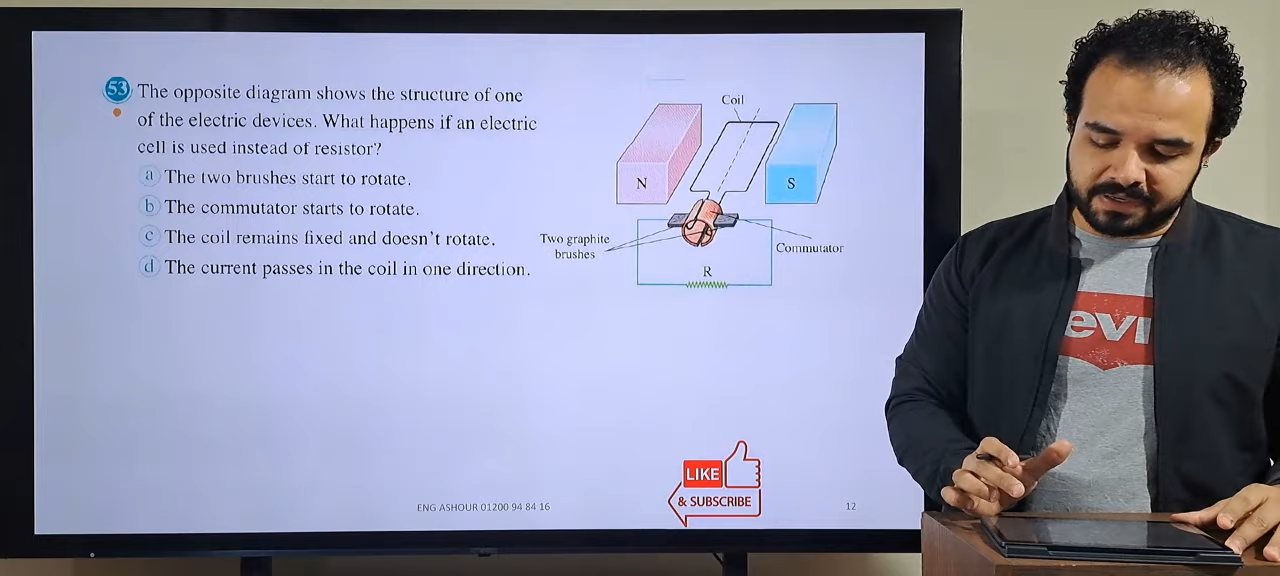 53 The opposite diagram shows the structure of one
of the electric devices. What happens if an electric
cell is used instead of resistor?
a The two brushes start to rotate.
b The commutator starts to rotate.
c The coil remains fixed and doesn't rotate.
d The current passes in the coil in one direction.
Coil
N
S
Two graphite
brushes
Commutator
R
LIKE
& SUBSCRIBE
ENG ASHOUR 01200 94 84 16
12
evi